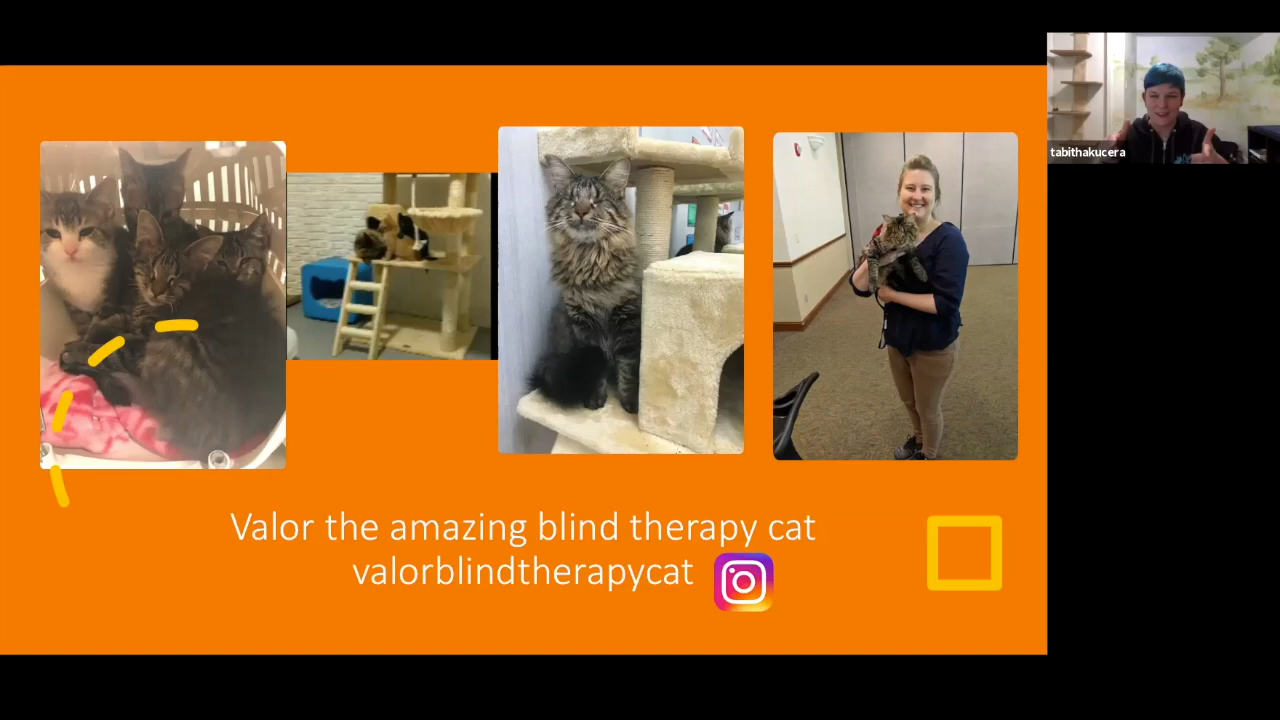 tabithakucera
Valor the amazing blind therapy cat
valorblindtherapycat